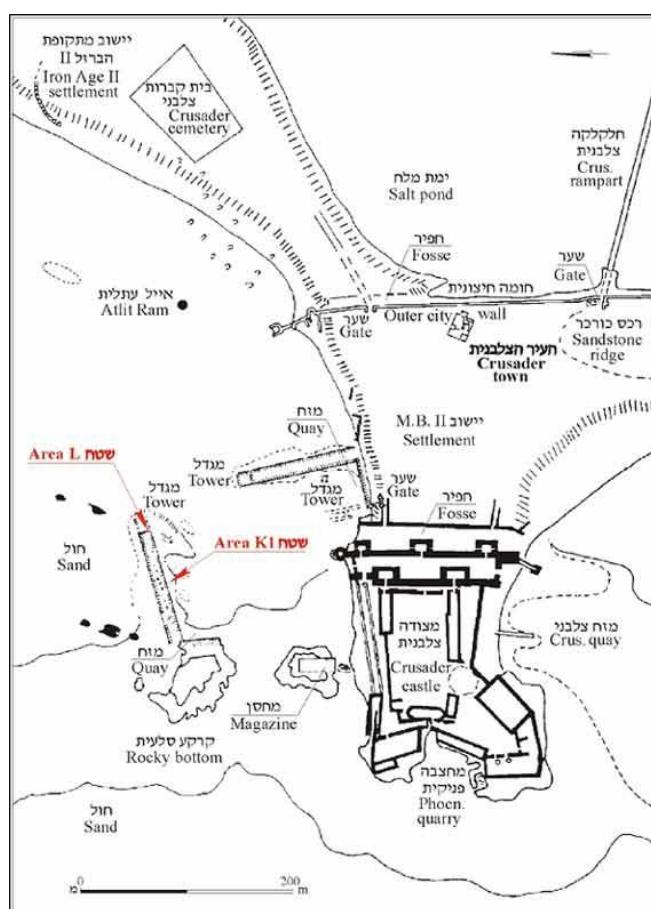 יישוב מתקופת
הברזל II
Iron Age II
settlement
בית קברות
צלבני
Crusader
cemetery
חלקלקה
צלבנית
Crus.
rampart
ימת מלח
Salt pond
חפיר
Fosse
שער
Gate
חומה חיצונית
Outer city wall
שער
Gate
אייל עתלית
Atlit Ram
רכס כורכר
Sandstone
ridge
העיר הצלבנית
Crusader
town
מזח
Quay
M.B. II יישוב
Settlement
Area L שטח
מגדל
Tower
מגדל
Tower
מגדל
Tower
שער
Gate
חפיר
Fosse
חול
Sand
Area K1 שטח
מזח
Quay
מצודה
צלבנית
Crusader
castle
מזח צלבני
Crus. quay
מחסן
Magazine
קרקע סלעית
Rocky bottom
מחצבה
פניקית
Phoen.
quarry
חול
Sand
מ 0 200 m